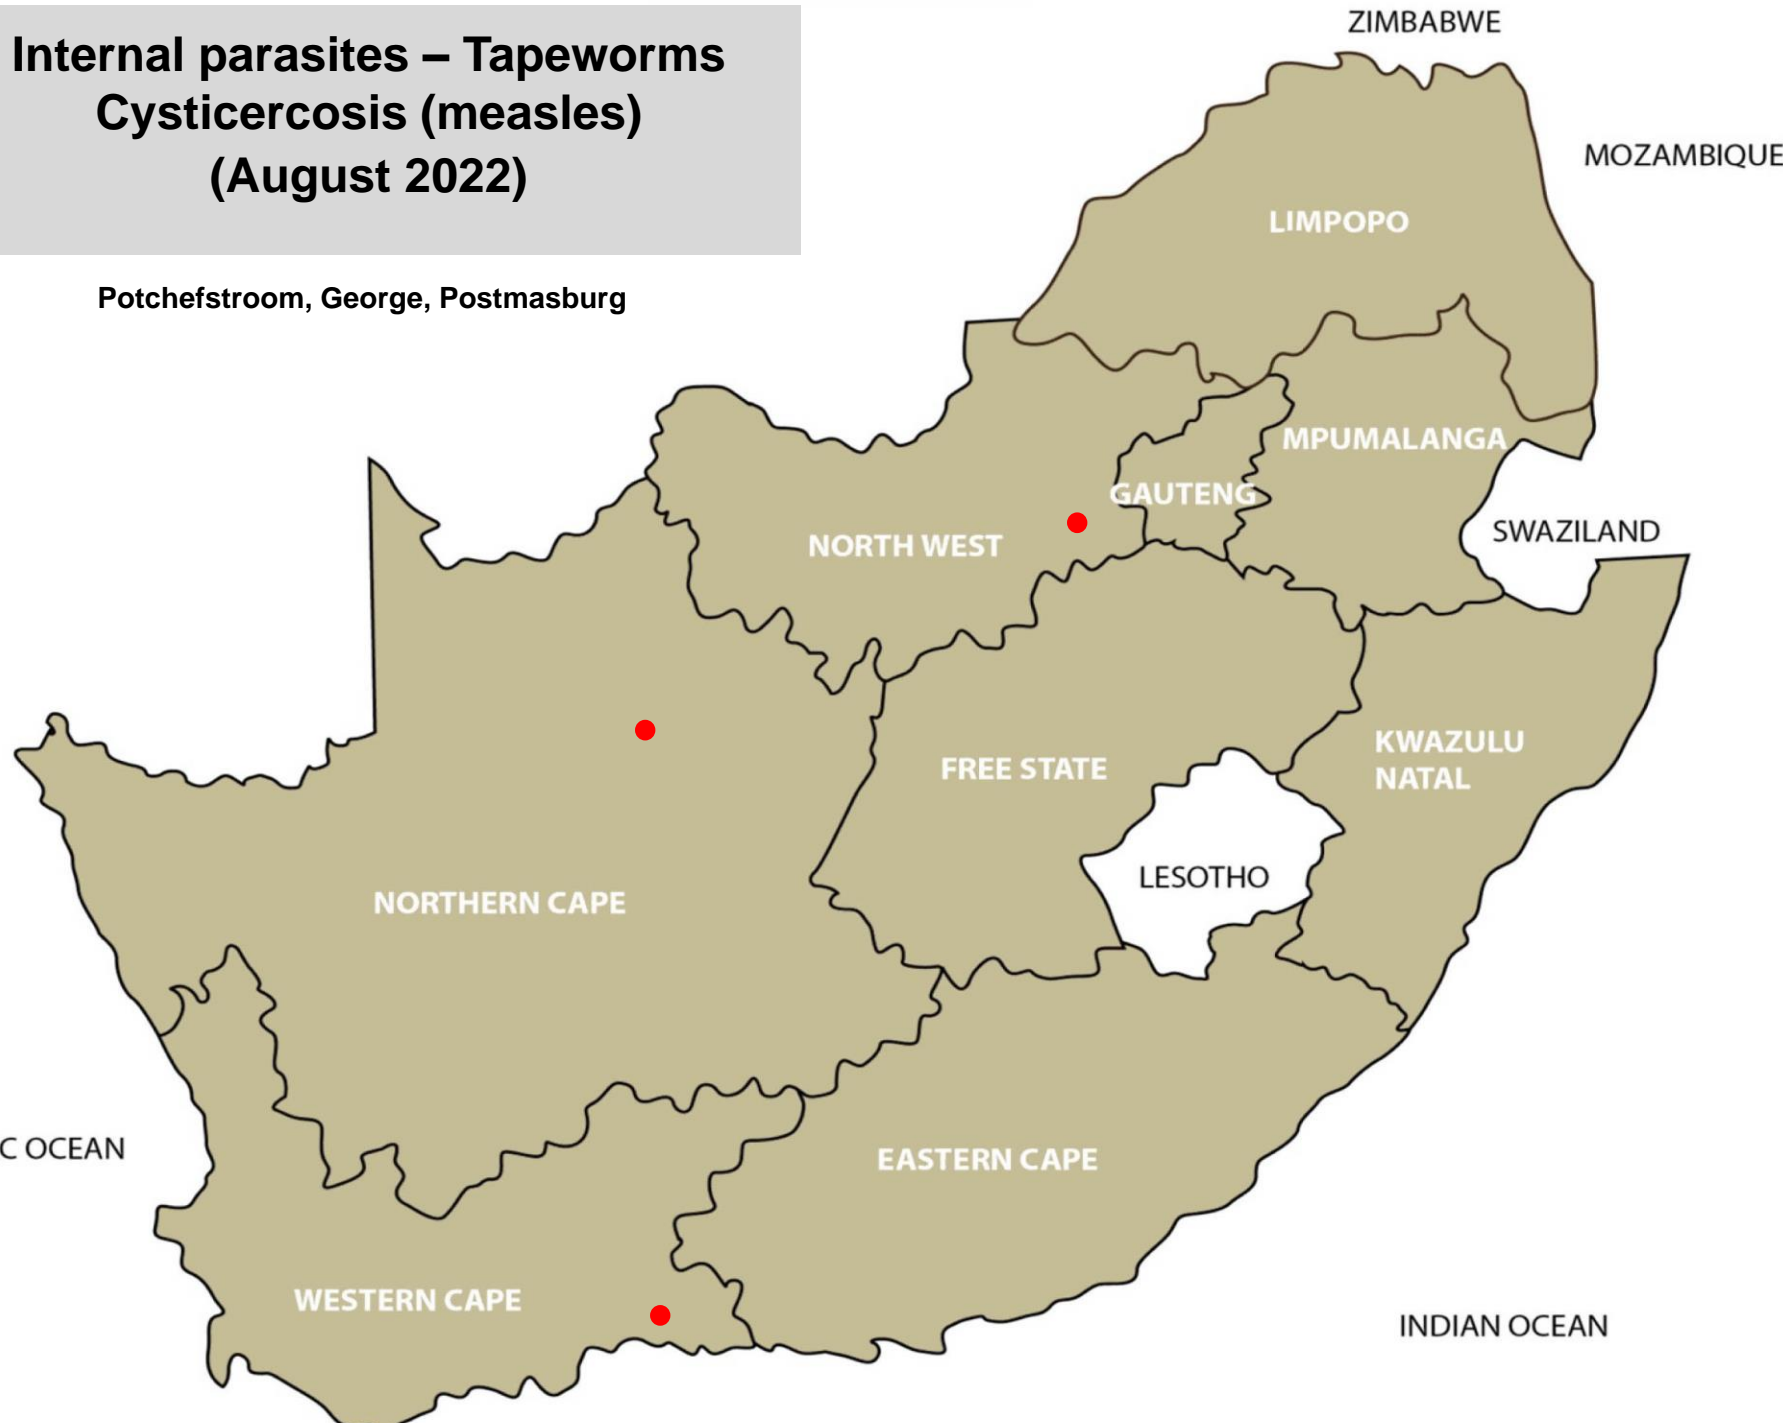 Internal parasites – Tapeworms
Cysticercosis (measles)
(August 2022)
Potchefstroom, George, Postmasburg
ZIMBABWE
MOZAMBIQUE
LIMPOPO
MPUMALANGA
GAUTENG
SWAZILAND
NORTH WEST
KWAZULU
NATAL
FREE STATE
LESOTHO
NORTHERN CAPE
C OCEAN
EASTERN CAPE
WESTERN CAPE
INDIAN OCEAN